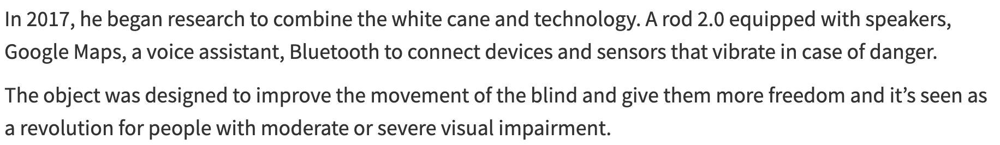 In 2017, he began research to combine the white cane and technology. A rod 2.0 equipped with speakers,
Google Maps, a voice assistant, Bluetooth to connect devices and sensors that vibrate in case of danger.
The object was designed to improve the movement of the blind and give them more freedom and it’s seen as
a revolution for people with moderate or severe visual impairment.